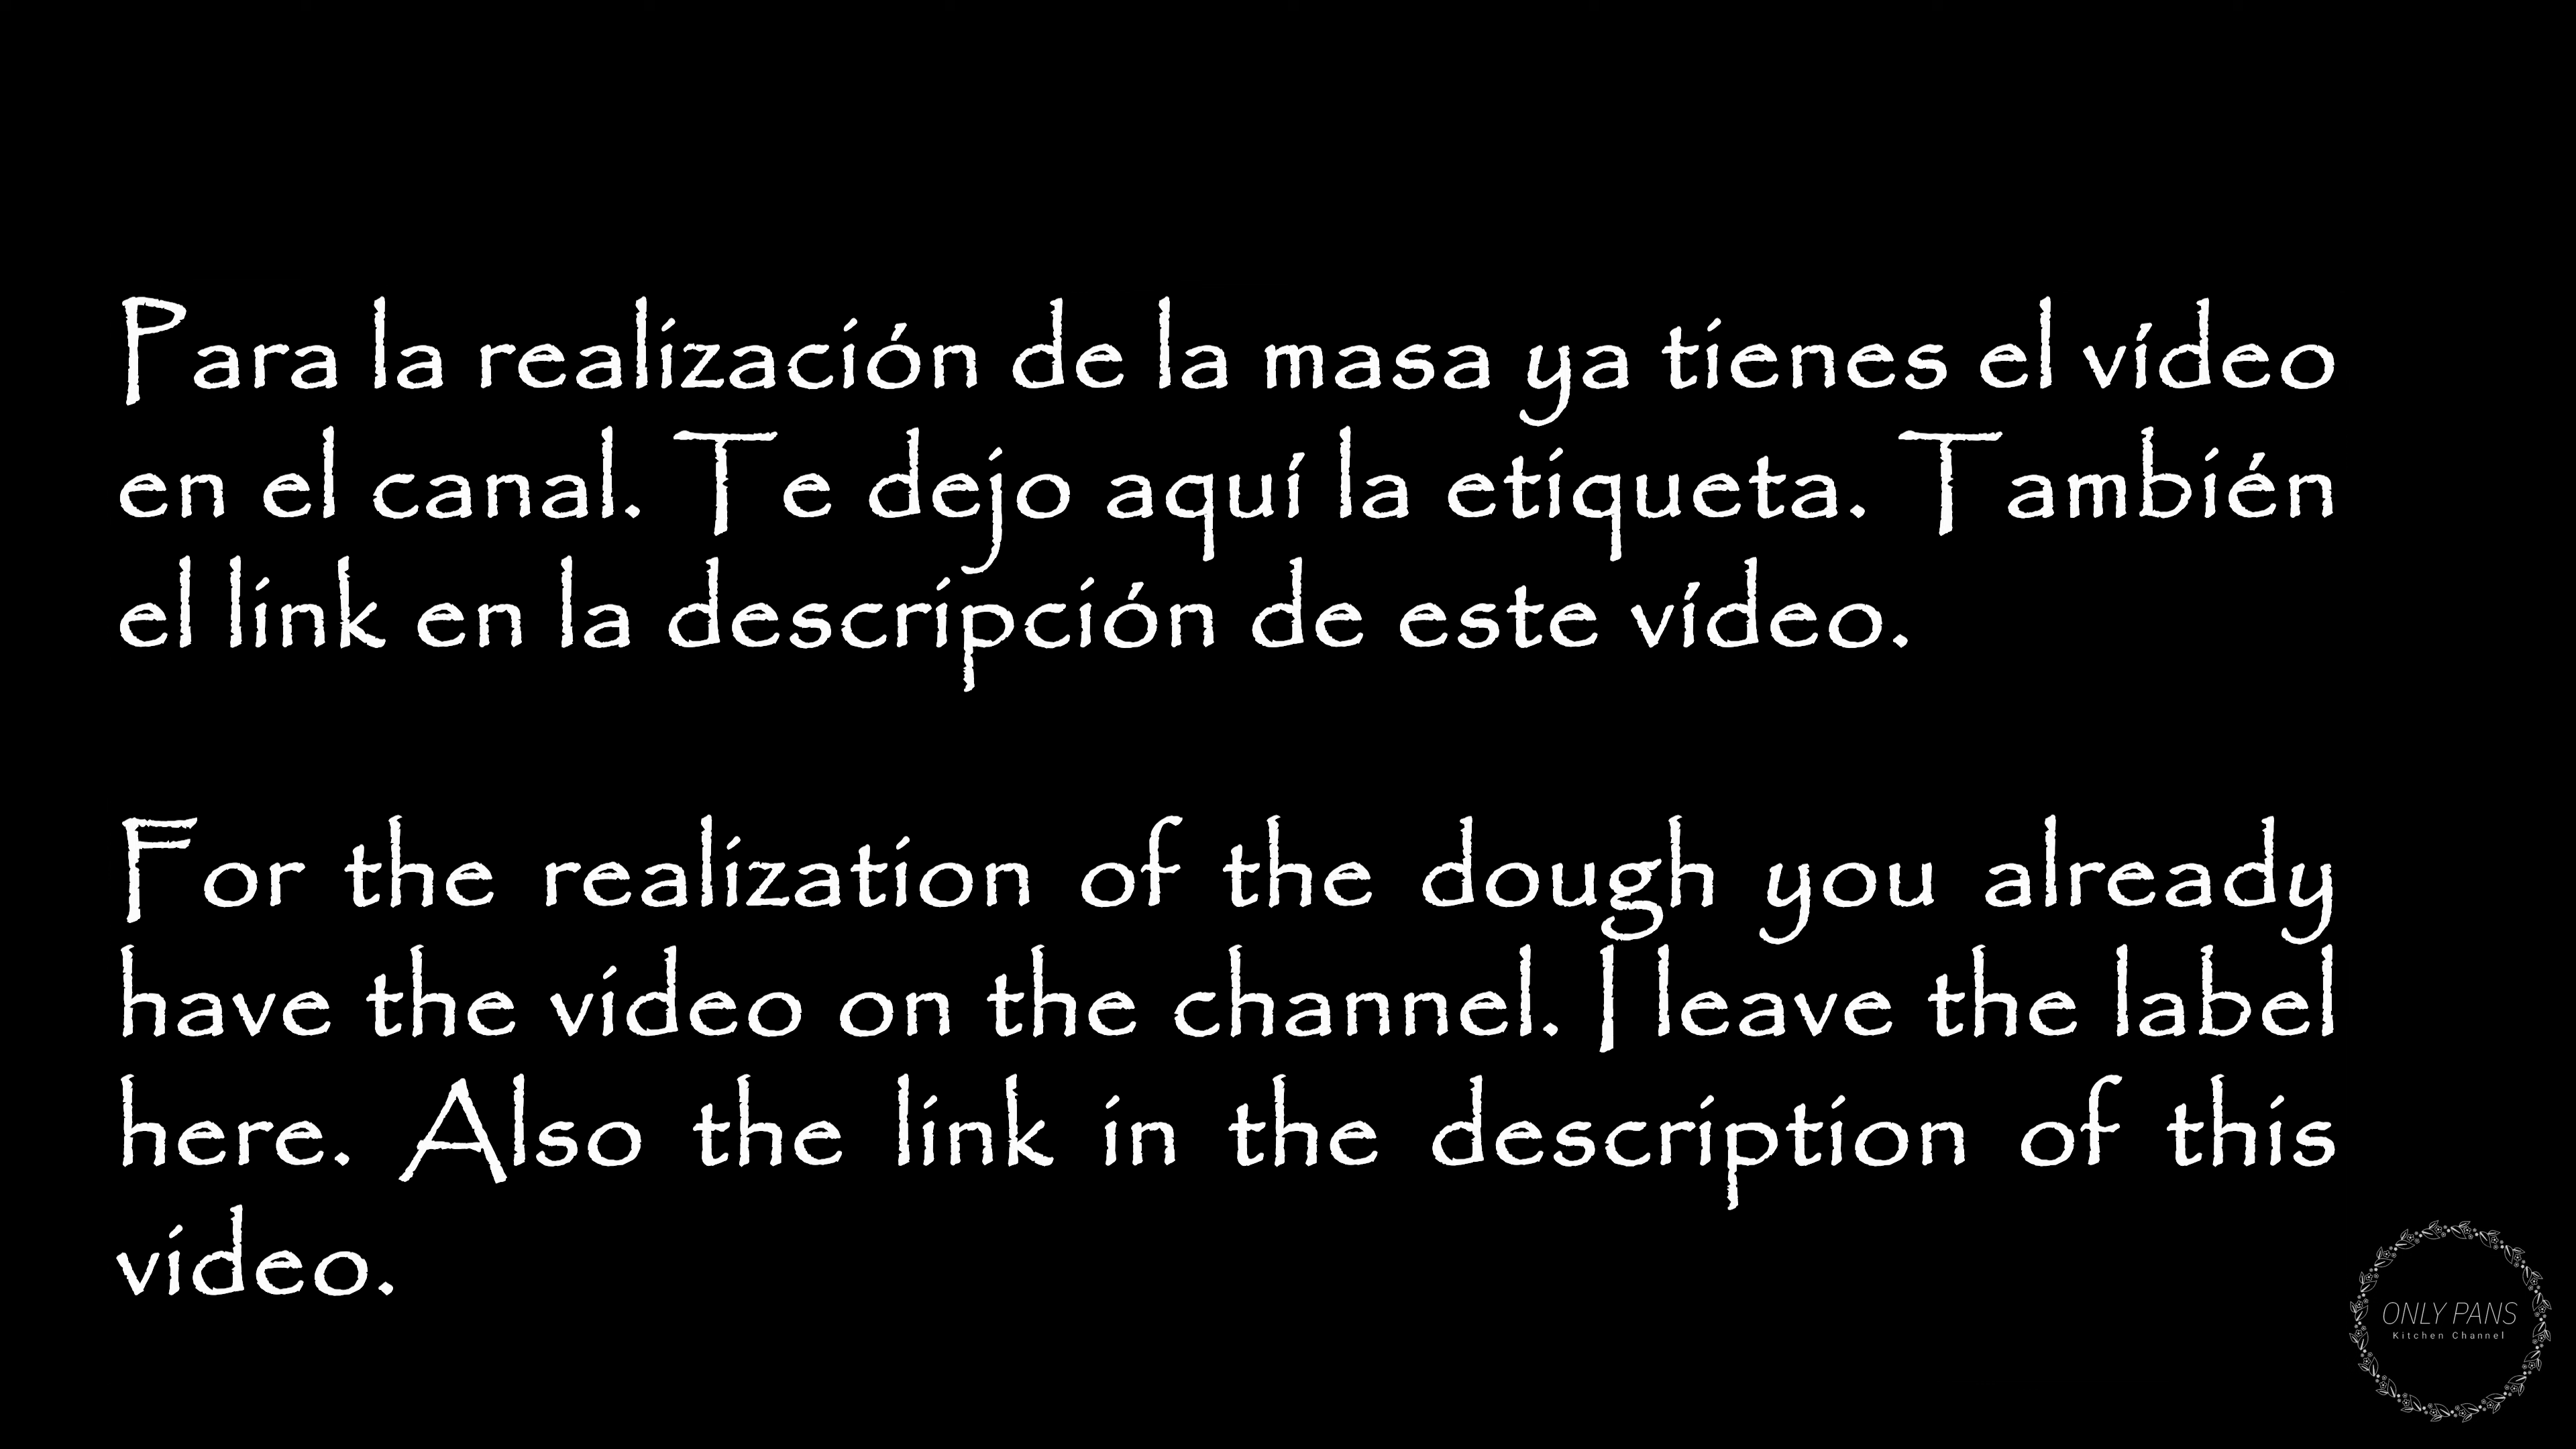 Para la realización de la masa ya tienes el vídeo
en el canal. Te dejo aquí la etiqueta. También
el link en la descripción de este vídeo.
For the realization of the dough you already
have the video on the channel. I leave the label
here. Also the link in the description of this
video.
ONLY PANS
Kitchen Channel